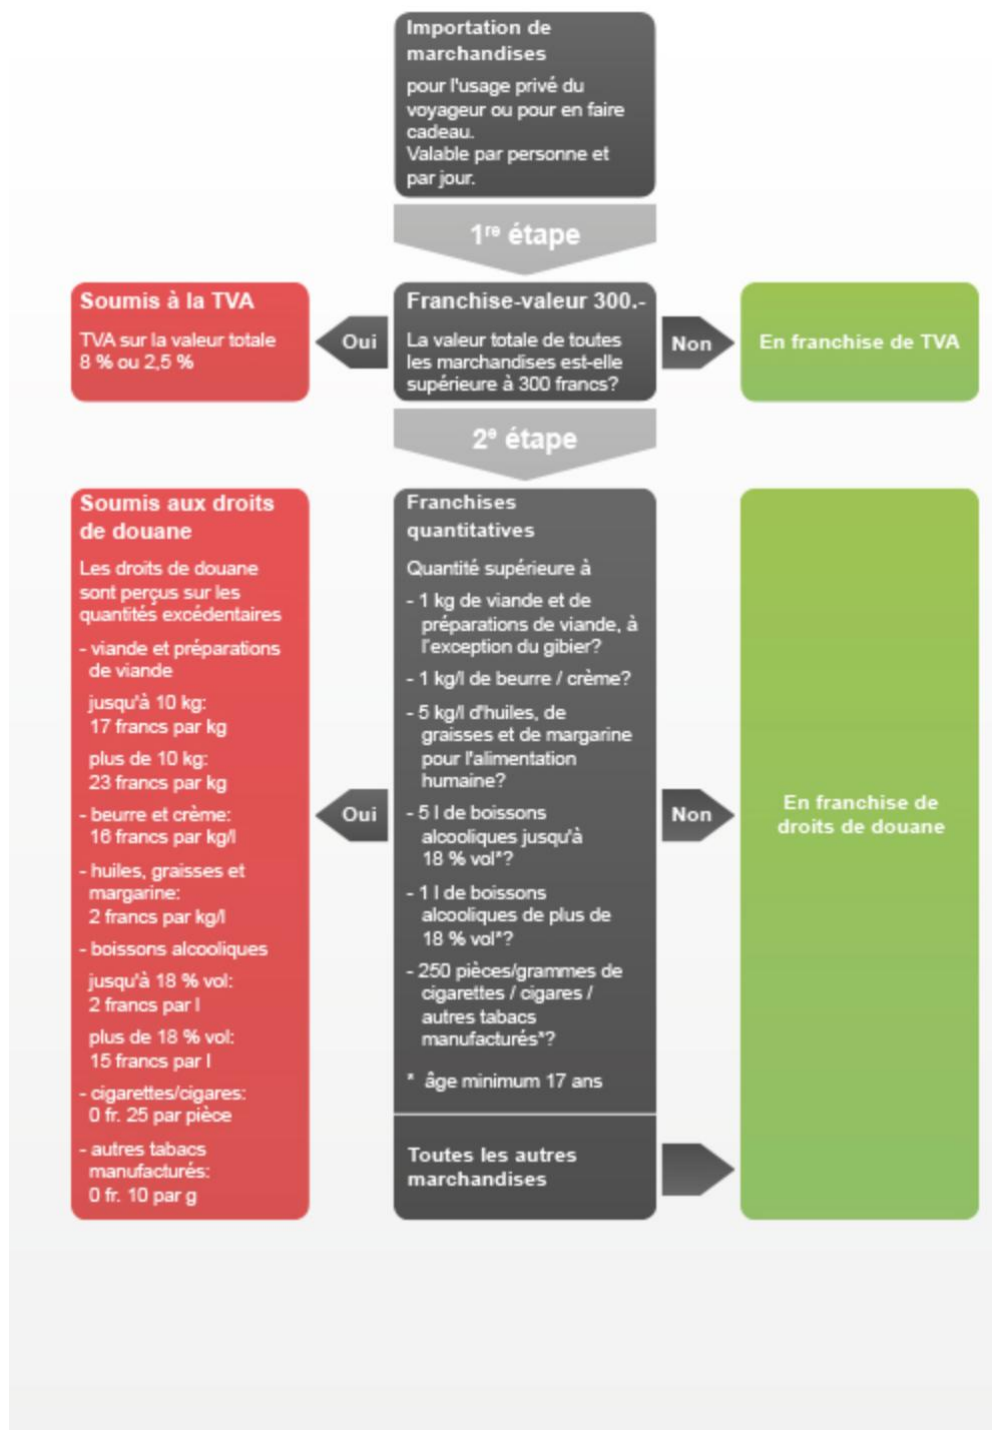 Importation de
marchandises
pour l'usage privé du
voyageur ou pour en faire
cadeau.
Valable par personne et
par jour.
1re étape
Soumis à la TVA
TVA sur la valeur totale
8 % ou 2,5 %
Oui
Franchise-valeur 300.-
La valeur totale de toutes
les marchandises est-elle
supérieure à 300 francs?
Non
En franchise de TVA
2e étape
Soumis aux droits
de douane
Les droits de douane
sont perçus sur les
quantités excédentaires
- viande et préparations
de viande
jusqu'à 10 kg:
17 francs par kg
plus de 10 kg:
23 francs par kg
- beurre et crème:
16 francs par kg/l
- huiles, graisses et
margarine:
2 francs par kg/l
- boissons alcooliques
jusqu'à 18 % vol:
2 francs par l
plus de 18 % vol:
15 francs par l
- cigarettes/cigares:
0 fr. 25 par pièce
- autres tabacs
manufacturés:
0 fr. 10 par g
Oui
Franchises
quantitatives
Quantité supérieure à
- 1 kg de viande et de
préparations de viande, à
l'exception du gibier?
- 1 kg/l de beurre / crème?
- 5 kg/l d'huiles, de
graisses et de margarine
pour l'alimentation
humaine?
- 5 l de boissons
alcooliques jusqu'à
18 % vol*?
- 1 l de boissons
alcooliques de plus de
18 % vol*?
- 250 pièces/grammes de
cigarettes / cigares /
autres tabacs
manufacturés*?
* âge minimum 17 ans
Toutes les autres
marchandises
Non
En franchise de
droits de douane